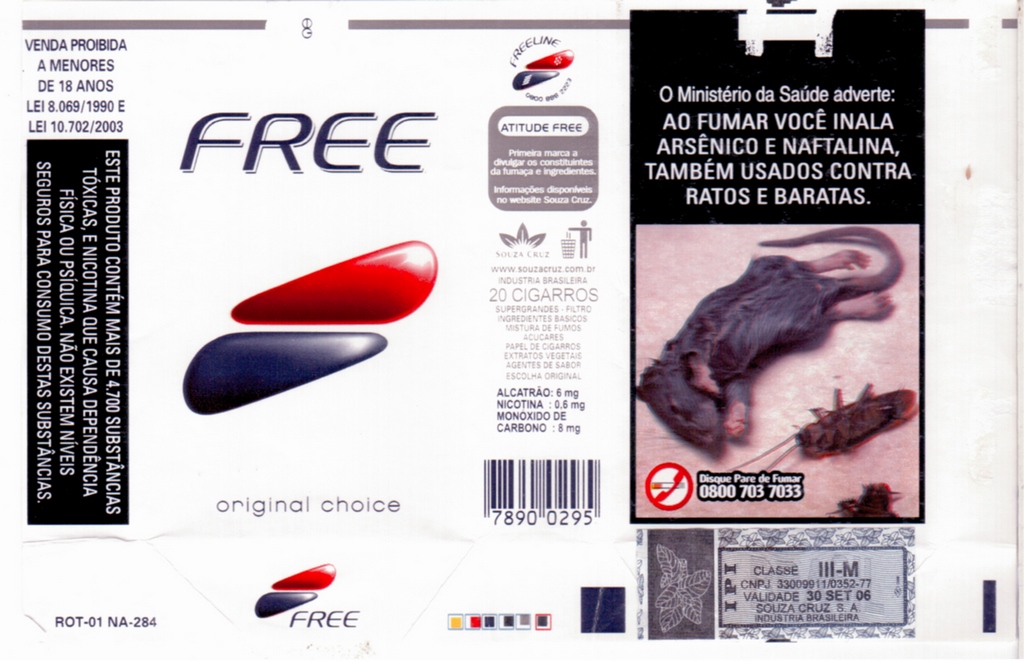 VENDA PROIBIDA
A MENORES
DE 18 ANOS
LEI 8.069/1990 E
LEI 10.702/2003
ESTE PRODUTO CONTÉM MAIS DE 4.700 SUBSTÂNCIAS
TÓXICAS, E NICOTINA QUE CAUSA DEPENDÊNCIA
FÍSICA OU PSÍQUICA. NÃO EXISTEM NÍVEIS
SEGUROS PARA CONSUMO DESTAS SUBSTÂNCIAS.
FREE
original choice
FREE
ROT-01 NA-284
FREELINE
0800 888 2223
ATITUDE FREE
Primeira marca a
divulgar os constituintes
da fumaça e ingredientes.
Informações disponíveis
no website Souza Cruz.
SOUZA CRUZ
www.souzacruz.com.br
INDUSTRIA BRASILEIRA
20 CIGARROS
SUPERGRANDES - FILTRO
INGREDIENTES BASICOS
MISTURA DE FUMOS
ACUCARES
PAPEL DE CIGARROS
EXTRATOS VEGETAIS
AGENTES DE SABOR
ESCOLHA ORIGINAL
ALCATRÃO: 6 mg
NICOTINA : 0,6 mg
MONOXIDO DE
CARBONO : 8 mg
7890 0295
O Ministério da Saúde adverte:
AO FUMAR VOCÊ INALA
ARSÊNICO E NAFTALINA,
TAMBÉM USADOS CONTRA
RATOS E BARATAS.
Disque Pare de Fumar
0800 703 7033
IPI
CLASSE III-M
CNPJ 33009911/0352-77
VALIDADE 30 SET 06
SOUZA CRUZ S.A.
INDÚSTRIA BRASILEIRA